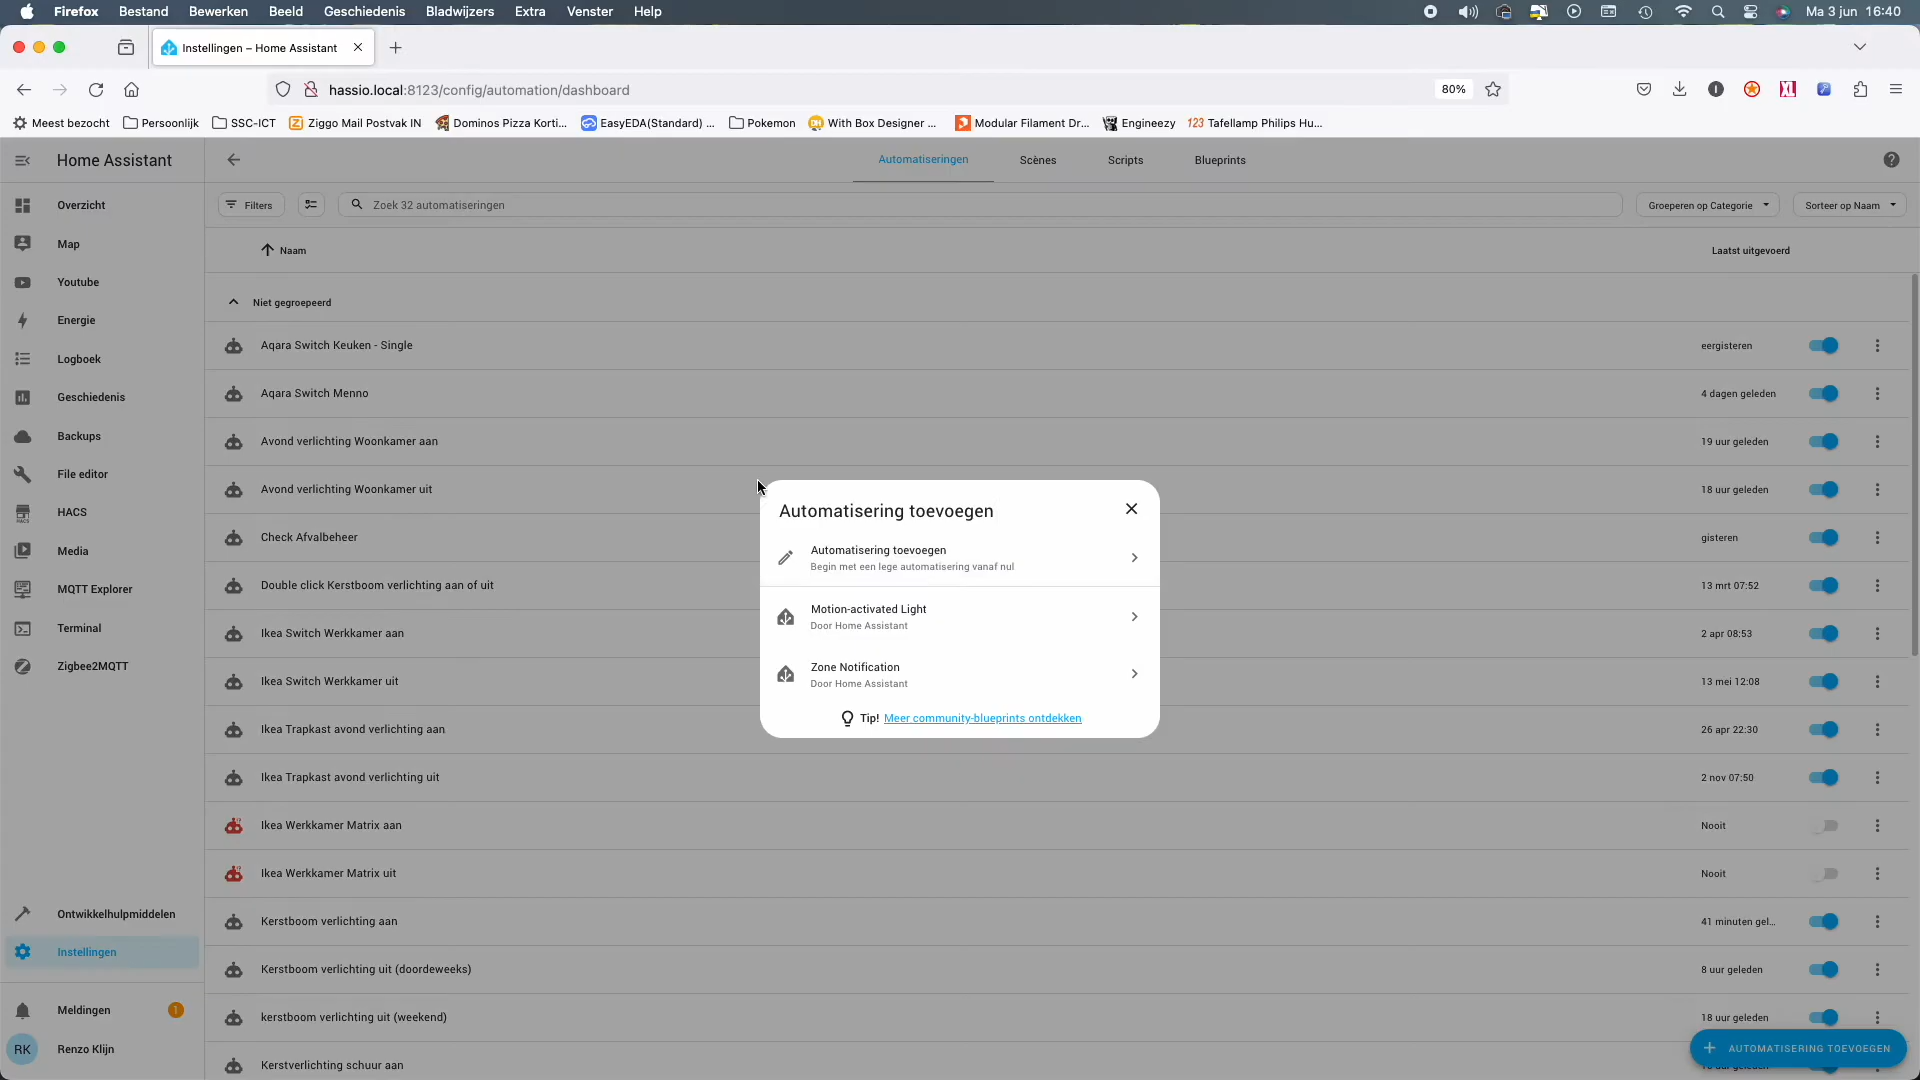 Firefox Bestand Bewerken Beeld Geschiedenis Bladwijzers Extra Venster Help Ma 3 jun 16:40
Instellingen – Home Assistant
hassio.local:8123/config/automation/dashboard 80%
Meest bezocht Persoonlijk SSC-ICT Ziggo Mail Postvak IN Dominos Pizza Korti... EasyEDA(Standard) ... Pokemon With Box Designer ... Modular Filament Dr... Engineezy 123 Tafellamp Philips Hu...
Home Assistant Automatiseringen Scènes Scripts Blueprints
Overzicht
Map
Youtube
Energie
Logboek
Geschiedenis
Backups
File editor
HACS
Media
MQTT Explorer
Terminal
Zigbee2MQTT
Ontwikkelhulpmiddelen
Instellingen
Meldingen 1
RK Renzo Klijn
Filters Zoek 32 automatiseringen Groeperen op Categorie Sorteer op Naam
Naam Laatst uitgevoerd
Niet gegroepeerd
Aqara Switch Keuken - Single eergisteren
Aqara Switch Menno 4 dagen geleden
Avond verlichting Woonkamer aan 19 uur geleden
Avond verlichting Woonkamer uit 18 uur geleden
Check Afvalbeheer gisteren
Double click Kerstboom verlichting aan of uit 13 mrt 07:52
Ikea Switch Werkkamer aan 2 apr 08:53
Ikea Switch Werkkamer uit 13 mei 12:08
Ikea Trapkast avond verlichting aan 26 apr 22:30
Ikea Trapkast avond verlichting uit 2 nov 07:50
Ikea Werkkamer Matrix aan Nooit
Ikea Werkkamer Matrix uit Nooit
Kerstboom verlichting aan 41 minuten gel...
Kerstboom verlichting uit (doordeweeks) 8 uur geleden
kerstboom verlichting uit (weekend) 18 uur geleden
Kerstverlichting schuur aan
AUTOMATISERING TOEVOEGEN
Automatisering toevoegen
Automatisering toevoegen
Begin met een lege automatisering vanaf nul
Motion-activated Light
Door Home Assistant
Zone Notification
Door Home Assistant
Tip! Meer community-blueprints ontdekken